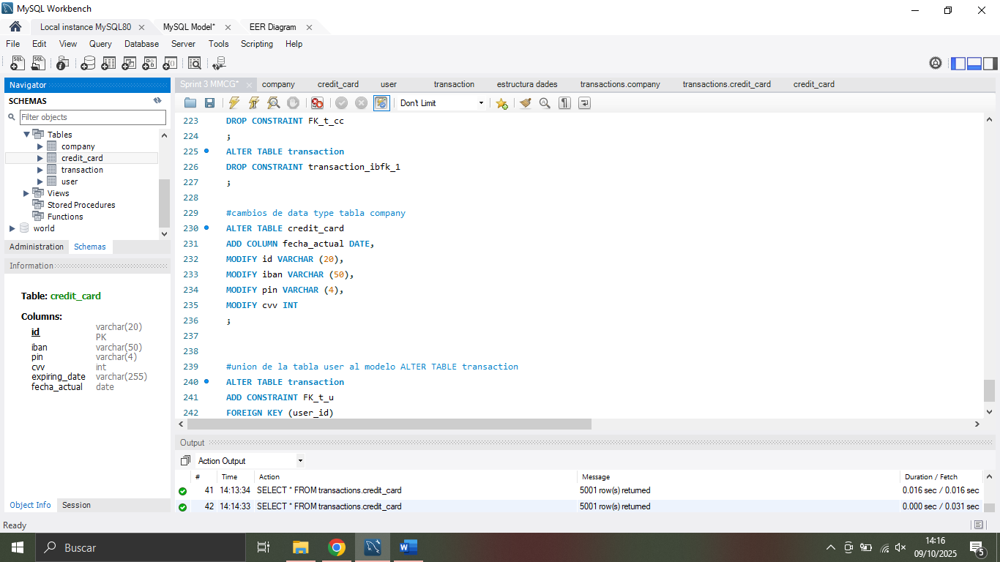 MySQL Workbench
Local instance MySQL80
MySQL Model*
EER Diagram
File Edit View Query Database Server Tools Scripting Help
Navigator
SCHEMAS
Filter objects
Tables
company
credit_card
transaction
user
Views
Stored Procedures
Functions
world
Administration Schemas
Information
Table: credit_card
Columns:
id varchar(20)
PK
iban varchar(50)
pin varchar(4)
cvv int
expiring_date varchar(255)
fecha_actual date
Object Info Session
Sprint 3 MMCG* company credit_card user transaction estructura dades transactions.company transactions.credit_card credit_card
Don't Limit
223 DROP CONSTRAINT FK_t_cc
224 ;
225 ALTER TABLE transaction
226 DROP CONSTRAINT transaction_ibfk_1
227 ;
228
229 #cambios de data type tabla company
230 ALTER TABLE credit_card
231 ADD COLUMN fecha_actual DATE,
232 MODIFY id VARCHAR (20),
233 MODIFY iban VARCHAR (50),
234 MODIFY pin VARCHAR (4),
235 MODIFY cvv INT
236 ;
237
238
239 #union de la tabla user al modelo ALTER TABLE transaction
240 ALTER TABLE transaction
241 ADD CONSTRAINT FK_t_u
242 FOREIGN KEY (user_id)
Output
Action Output
# Time Action Message Duration / Fetch
41 14:13:34 SELECT * FROM transactions.credit_card 5001 row(s) returned 0.016 sec / 0.016 sec
42 14:14:33 SELECT * FROM transactions.credit_card 5001 row(s) returned 0.000 sec / 0.031 sec
Ready
Buscar
14:16
09/10/2025
5